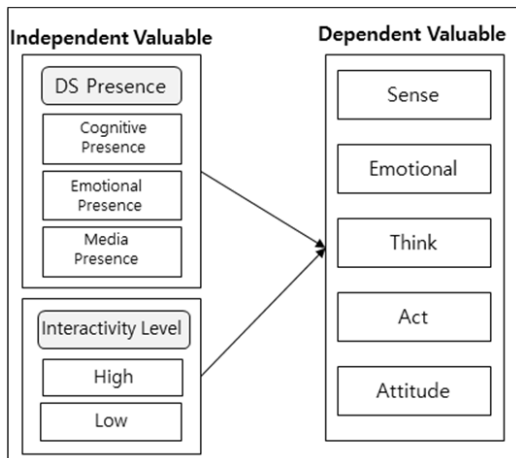 Independent Valuable
DS Presence
Cognitive
Presence
Emotional
Presence
Media
Presence
Interactivity Level
High
Low
Dependent Valuable
Sense
Emotional
Think
Act
Attitude